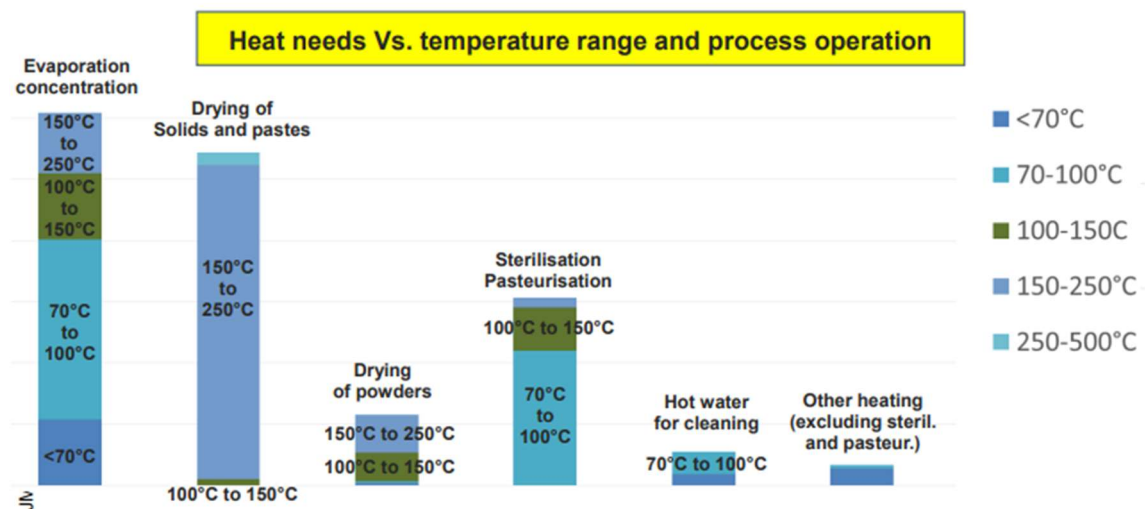 Heat needs Vs. temperature range and process operation
Evaporation
concentration
150°C
to
250°C
100°C
to
150°C
70°C
to
100°C
<70°C
Drying of
Solids and pastes
150°C
to
250°C
100°C to 150°C
Drying
of powders
150°C to 250°C
100°C to 150°C
Sterilisation
Pasteurisation
100°C to 150°C
70°C
to
100°C
Hot water
for cleaning
70°C to 100°C
Other heating
(excluding steril.
and pasteur.)
<70°C
70-100°C
100-150C
150-250°C
250-500°C